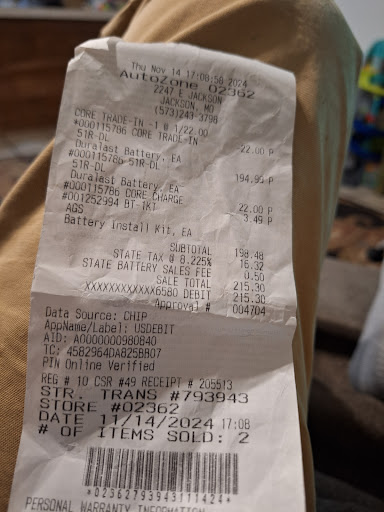 Thu Nov 14 17:08:56 2024
AutoZone 02362
2247 E JACKSON
JACKSON, MO
(573)243-3798
CORE TRADE-IN -1 @ 1/22.00
#000115786 CORE TRADE-IN -22.00 P
51R-DL
Duralast Battery, EA
#000115786 51R-DL 194.99 P
51R-DL
Duralast Battery, EA
#000115786 CORE CHARGE 22.00 P
#001252994 BT-1KT 3.49 P
AGS
Battery Install Kit, EA
SUBTOTAL 198.48
STATE TAX @ 8.225% 16.32
STATE BATTERY SALES FEE 0.50
SALE TOTAL 215.30
XXXXXXXXXXXX6580 DEBIT 215.30
Approval # 004704
Data Source: CHIP
AppName/Label: USDEBIT
AID: A0000000980840
TC: 4582964DA825BB07
PIN Online Verified
REG # 10 CSR #49 RECEIPT # 205513
STR. TRANS #793943
STORE #02362
DATE 11/14/2024 17:08
# OF ITEMS SOLD: 2
*023627939431114​24*
PERSONAL WARRANTY INFORMATION